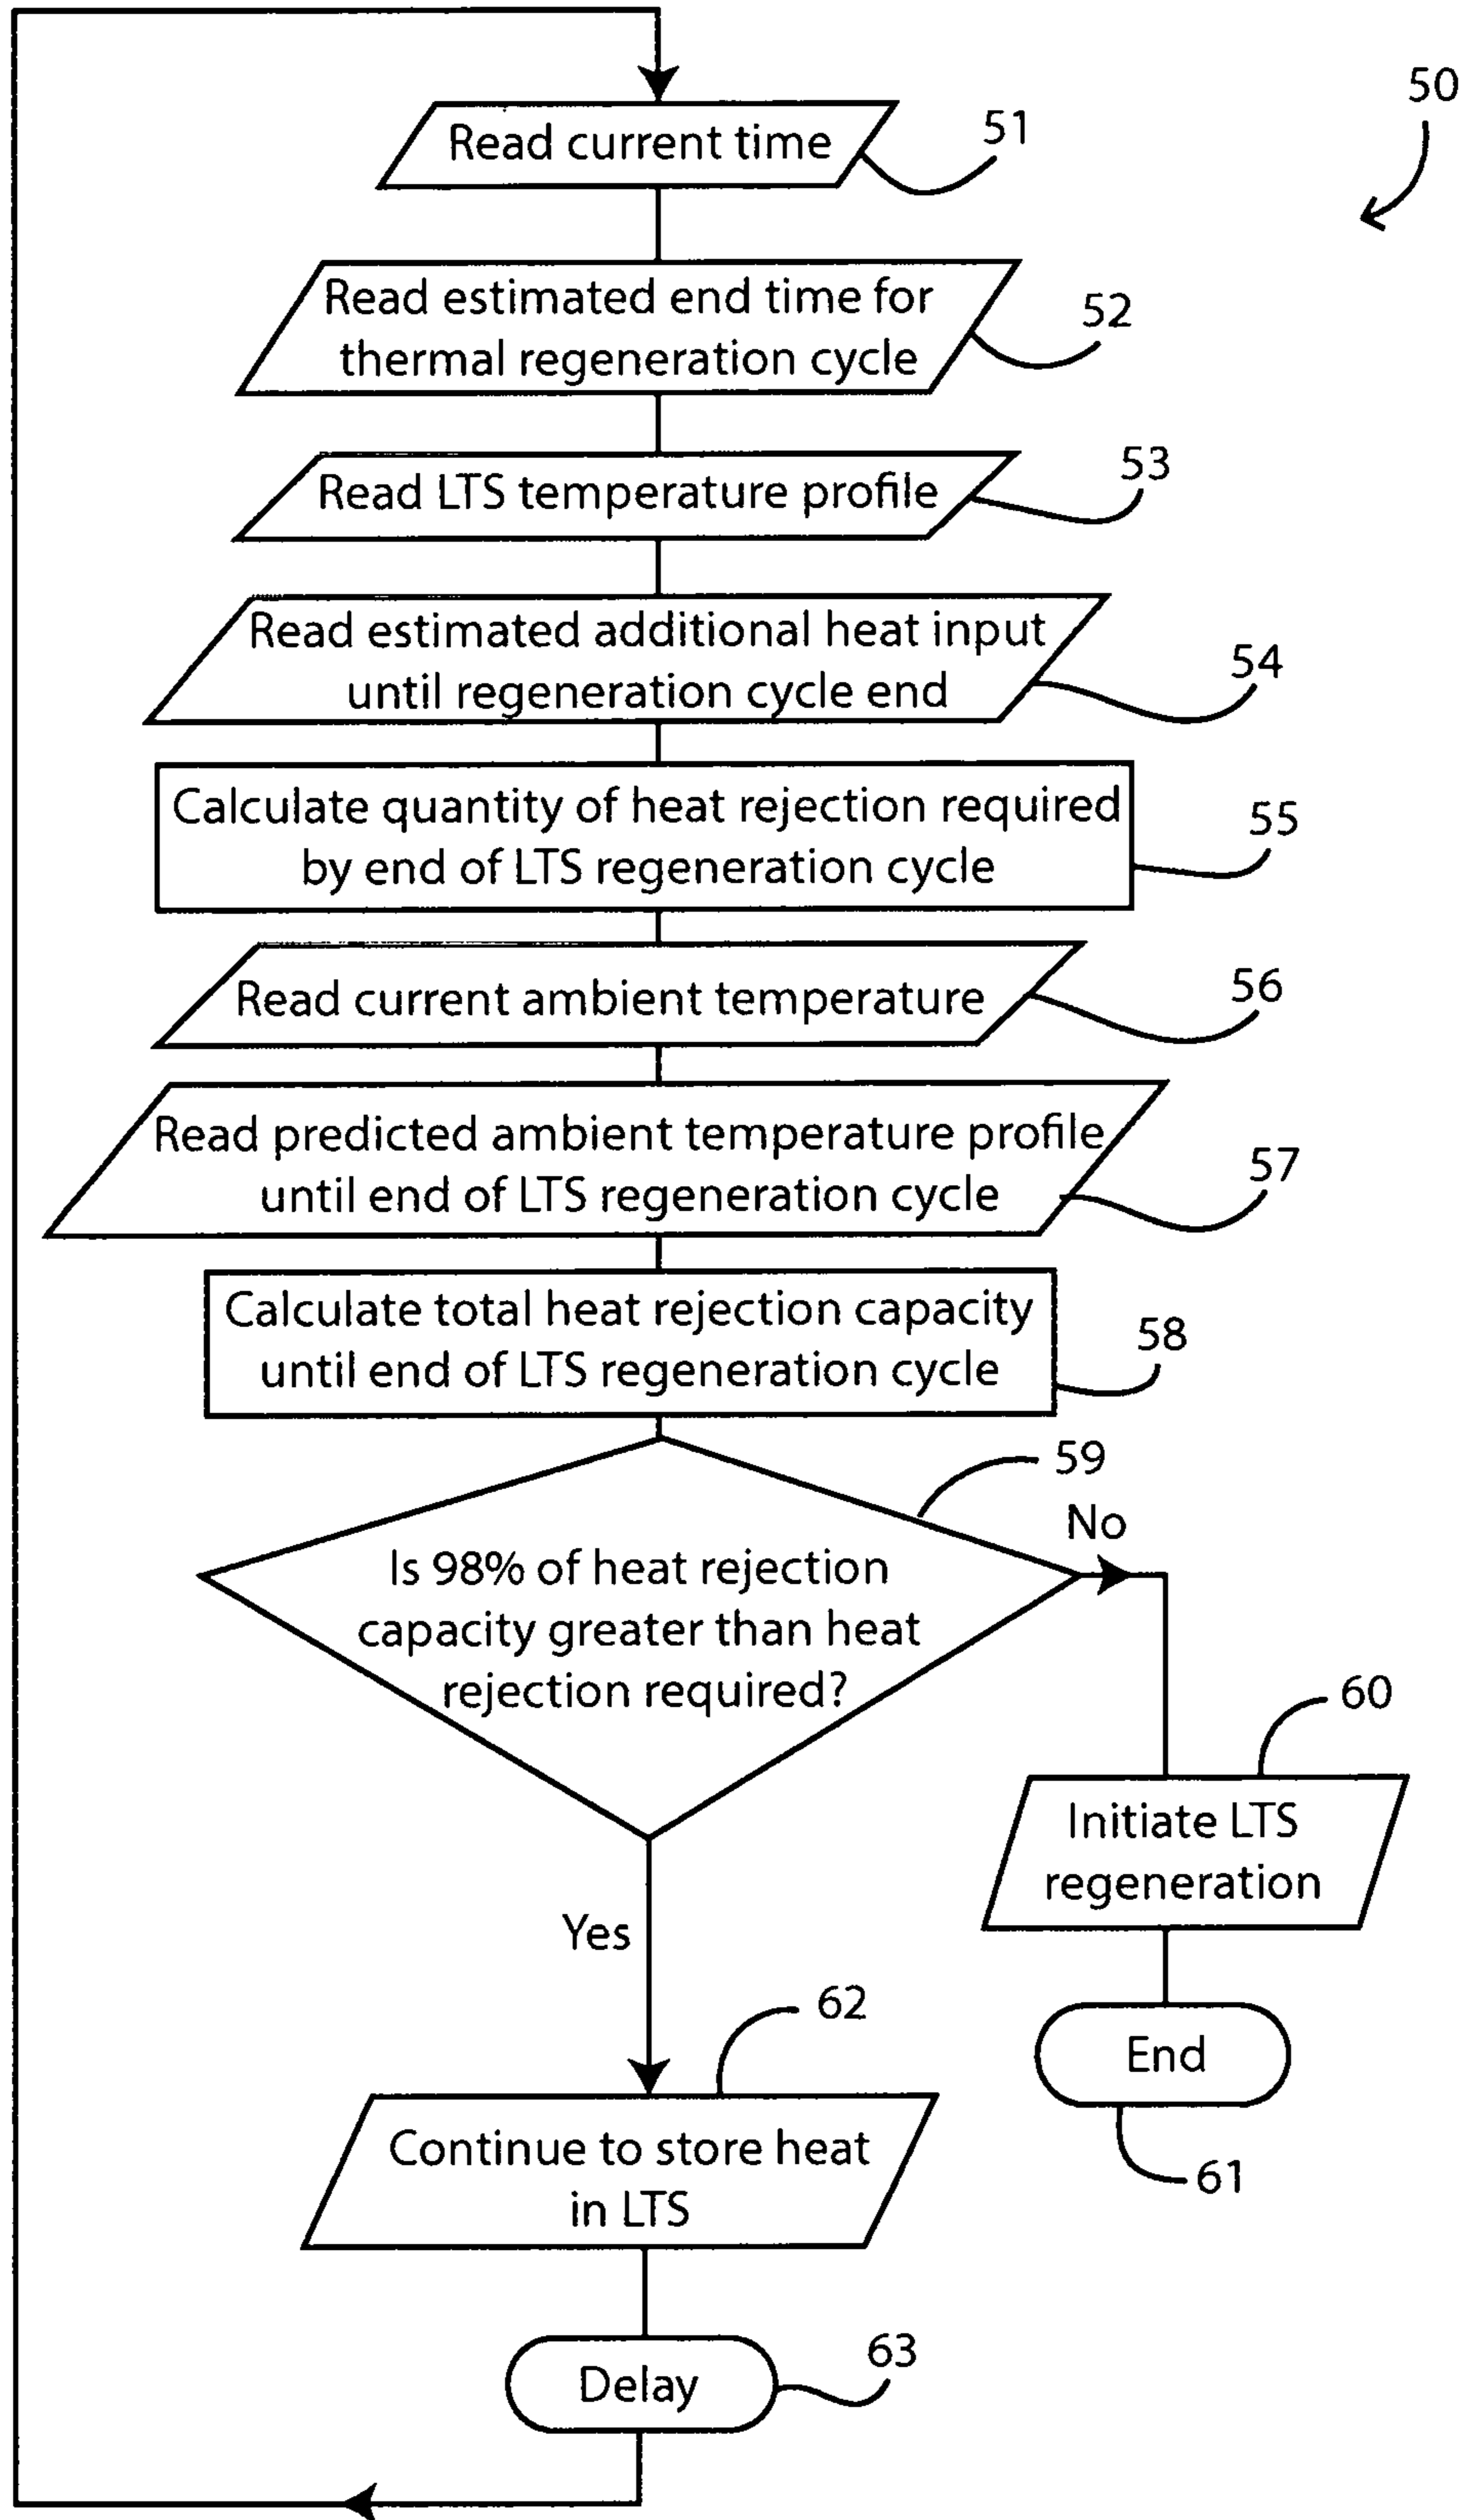 50
Read current time
51
Read estimated end time for
thermal regeneration cycle
52
Read LTS temperature profile
53
Read estimated additional heat input
until regeneration cycle end
54
Calculate quantity of heat rejection required
by end of LTS regeneration cycle
55
Read current ambient temperature
56
Read predicted ambient temperature profile
until end of LTS regeneration cycle
57
Calculate total heat rejection capacity
until end of LTS regeneration cycle
58
59
No
Is 98% of heat rejection
capacity greater than heat
rejection required?
60
Initiate LTS
regeneration
Yes
62
End
61
Continue to store heat
in LTS
63
Delay